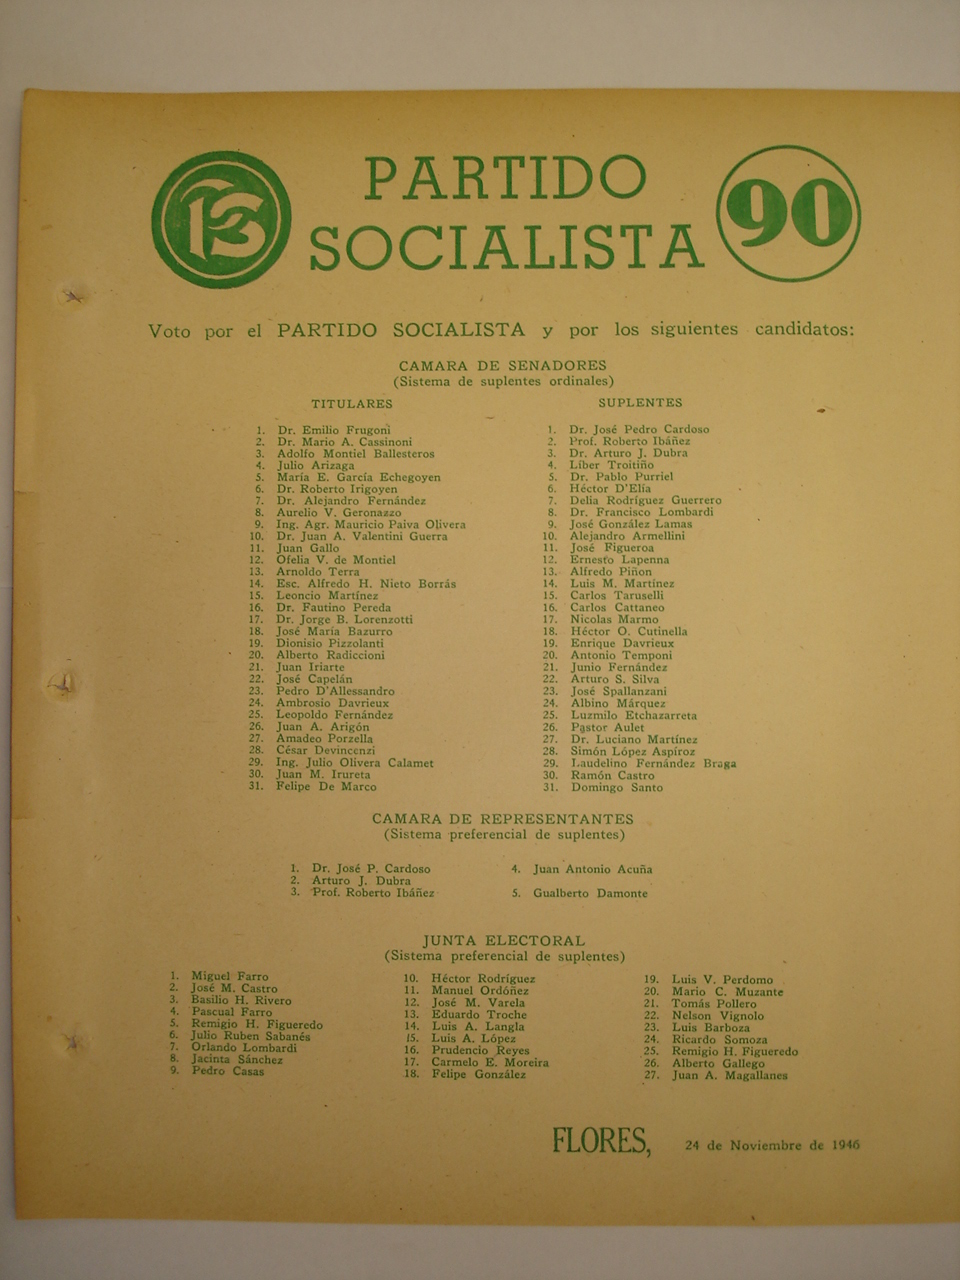 PS
PARTIDO
SOCIALISTA
90
Voto por el PARTIDO SOCIALISTA y por los siguientes candidatos:
CAMARA DE SENADORES
(Sistema de suplentes ordinales)
TITULARES
1. Dr. Emilio Frugoni
2. Dr. Mario A. Cassinoni
3. Adolfo Montiel Ballesteros
4. Julio Arizaga
5. María E. García Echegoyen
6. Dr. Roberto Irigoyen
7. Dr. Alejandro Fernández
8. Aurelio V. Geronazzo
9. Ing. Agr. Mauricio Paiva Olivera
10. Dr. Juan A. Valentini Guerra
11. Juan Gallo
12. Ofelia V. de Montiel
13. Arnoldo Terra
14. Esc. Alfredo H. Nieto Borrás
15. Leoncio Martínez
16. Dr. Fautino Pereda
17. Dr. Jorge B. Lorenzotti
18. José María Bazurro
19. Dionisio Pizzolanti
20. Alberto Radiccioni
21. Juan Iriarte
22. José Capelán
23. Pedro D'Allessandro
24. Ambrosio Davrieux
25. Leopoldo Fernández
26. Juan A. Arigón
27. Amadeo Porzella
28. César Devincenzi
29. Ing. Julio Olivera Calamet
30. Juan M. Irureta
31. Felipe De Marco
SUPLENTES
1. Dr. José Pedro Cardoso
2. Prof. Roberto Ibáñez
3. Dr. Arturo J. Dubra
4. Líber Troitiño
5. Dr. Pablo Purriel
6. Héctor D'Elía
7. Delia Rodríguez Guerrero
8. Dr. Francisco Lombardi
9. José González Lamas
10. Alejandro Armellini
11. José Figueroa
12. Ernesto Lapenna
13. Alfredo Piñon
14. Luis M. Martínez
15. Carlos Taruselli
16. Carlos Cattaneo
17. Nicolas Marmo
18. Héctor O. Cutinella
19. Enrique Davrieux
20. Antonio Temponi
21. Junio Fernández
22. Arturo S. Silva
23. José Spallanzani
24. Albino Márquez
25. Luzmilo Etchazarreta
26. Pastor Aulet
27. Dr. Luciano Martínez
28. Simón López Aspíroz
29. Laudelino Fernández Braga
30. Ramón Castro
31. Domingo Santo
CAMARA DE REPRESENTANTES
(Sistema preferencial de suplentes)
1. Dr. José P. Cardoso
2. Arturo J. Dubra
3. Prof. Roberto Ibáñez
4. Juan Antonio Acuña
5. Gualberto Damonte
JUNTA ELECTORAL
(Sistema preferencial de suplentes)
1. Miguel Farro
2. José M. Castro
3. Basilio H. Rivero
4. Pascual Farro
5. Remigio H. Figueredo
6. Julio Ruben Sabanés
7. Orlando Lombardi
8. Jacinta Sánchez
9. Pedro Casas
10. Héctor Rodríguez
11. Manuel Ordóñez
12. José M. Varela
13. Eduardo Troche
14. Luis A. Langla
15. Luis A. López
16. Prudencio Reyes
17. Carmelo E. Moreira
18. Felipe González
19. Luis V. Perdomo
20. Mario C. Muzante
21. Tomás Pollero
22. Nelson Vignolo
23. Luis Barboza
24. Ricardo Somoza
25. Remigio H. Figueredo
26. Alberto Gallego
27. Juan A. Magallanes
FLORES, 24 de Noviembre de 1946